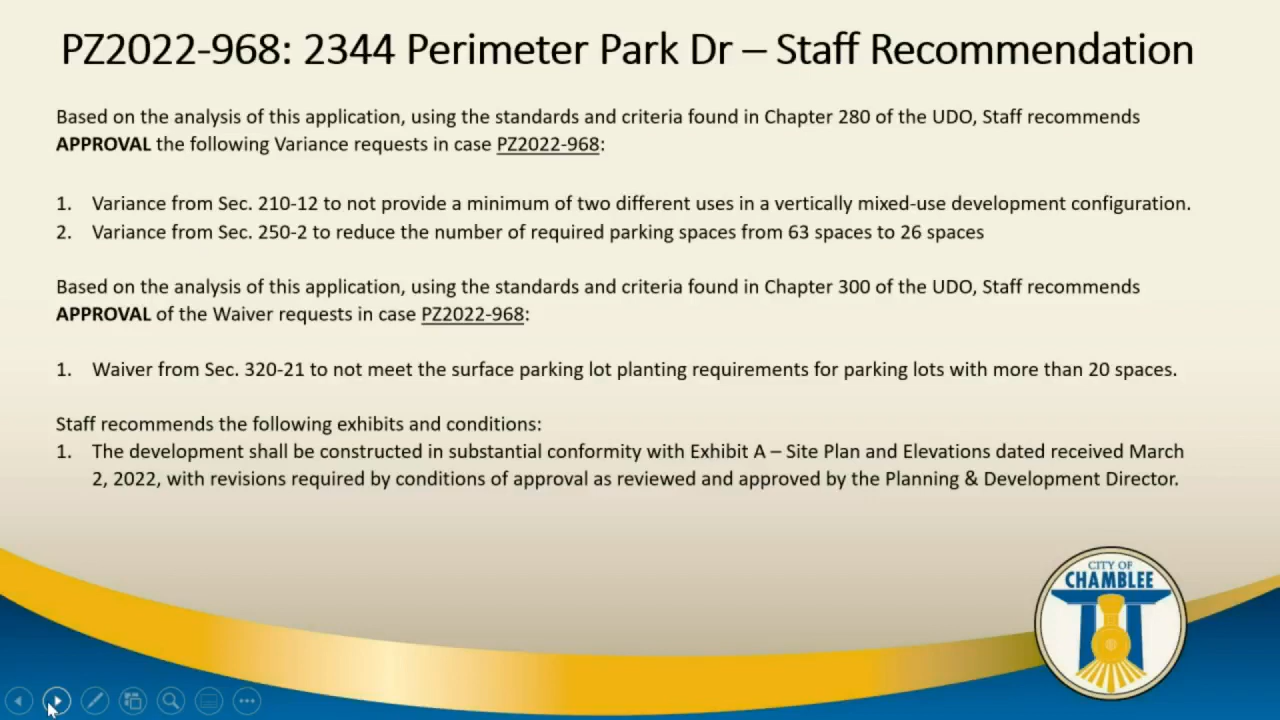 PZ2022-968: 2344 Perimeter Park Dr – Staff Recommendation
Based on the analysis of this application, using the standards and criteria found in Chapter 280 of the UDO, Staff recommends
APPROVAL the following Variance requests in case PZ2022-968:
1. Variance from Sec. 210-12 to not provide a minimum of two different uses in a vertically mixed-use development configuration.
2. Variance from Sec. 250-2 to reduce the number of required parking spaces from 63 spaces to 26 spaces
Based on the analysis of this application, using the standards and criteria found in Chapter 300 of the UDO, Staff recommends
APPROVAL of the Waiver requests in case PZ2022-968:
1. Waiver from Sec. 320-21 to not meet the surface parking lot planting requirements for parking lots with more than 20 spaces.
Staff recommends the following exhibits and conditions:
1. The development shall be constructed in substantial conformity with Exhibit A – Site Plan and Elevations dated received March
2, 2022, with revisions required by conditions of approval as reviewed and approved by the Planning & Development Director.
CITY OF
CHAMBLEE